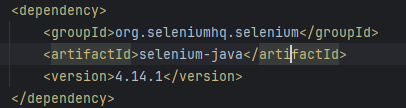 <dependency>
<groupId>org.seleniumhq.selenium</groupId>
<artifactId>selenium-java</artifactId>
<version>4.14.1</version>
</dependency>